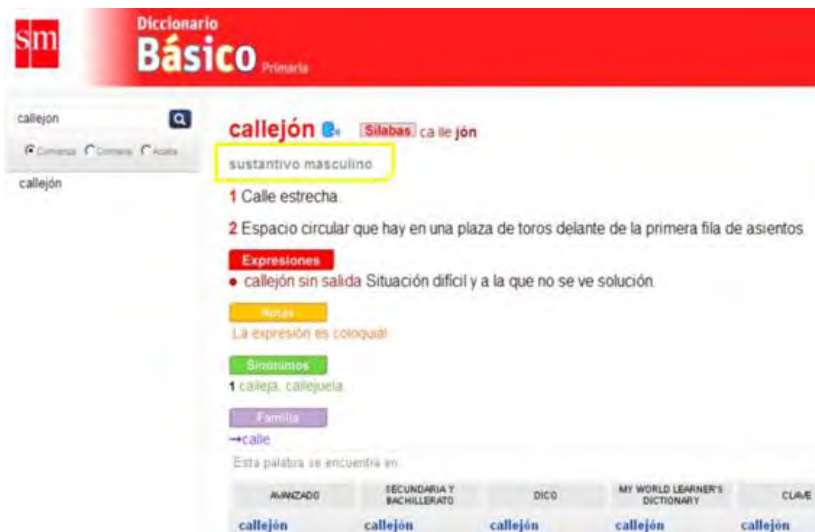 sm
Diccionario
Básico Primaria
callejon
Comienza Contiene Acaba
callejón
callejón Sílabas ca lle jón
sustantivo masculino
1 Calle estrecha.
2 Espacio circular que hay en una plaza de toros delante de la primera fila de asientos.
Expresiones
• callejón sin salida Situación difícil y a la que no se ve solución.
Notas
La expresión es coloquial.
Sinónimos
1 calleja, callejuela.
Familia
→calle
Esta palabra se encuentra en:
AVANZADO SECUNDARIA Y BACHILLERATO DICO MY WORLD LEARNER'S DICTIONARY CLAVE
callejón callejón callejón callejón callejón